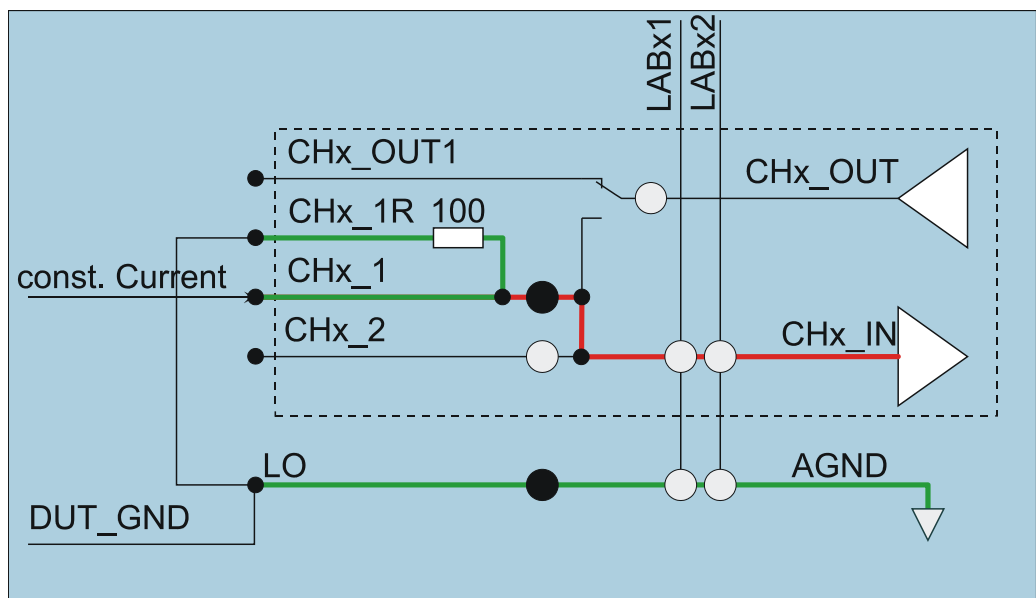 LABx1
LABx2
CHx_OUT1
CHx_OUT
CHx_1R 100
const. Current
CHx_1
CHx_2
CHx_IN
LO
AGND
DUT_GND